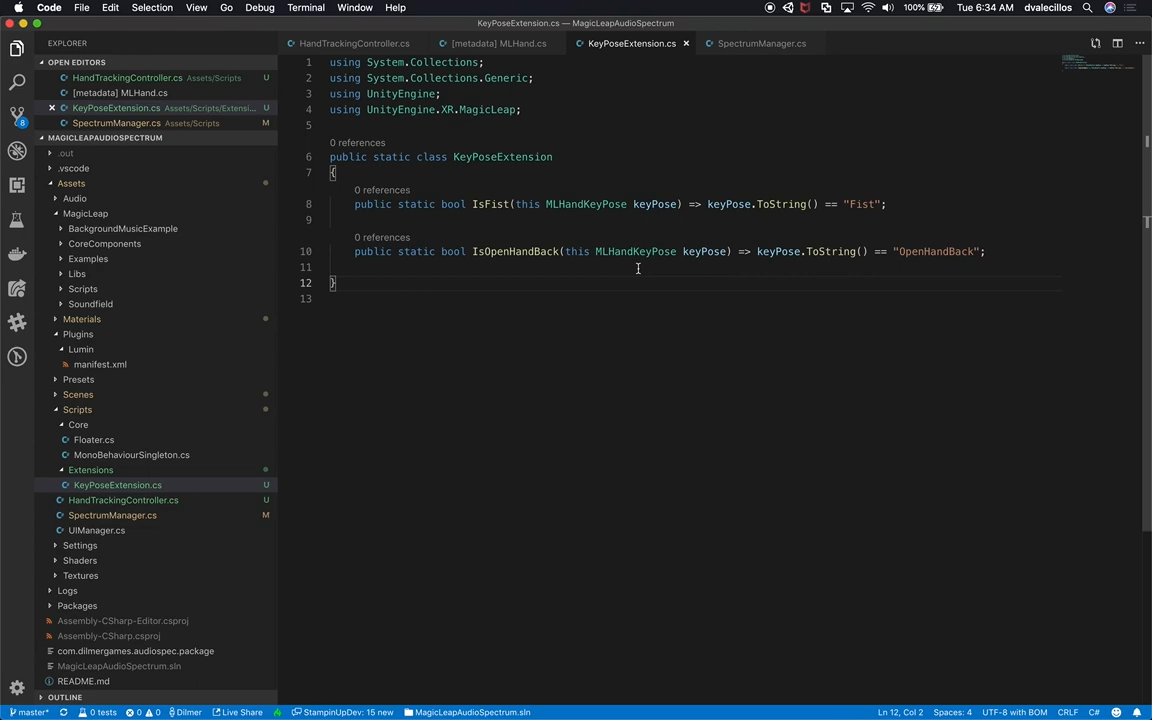 Code File Edit Selection View Go Debug Terminal Window Help 100% Tue 6:34 AM dvalecillos
KeyPoseExtension.cs — MagicLeapAudioSpectrum
EXPLORER
HandTrackingController.cs [metadata] MLHand.cs KeyPoseExtension.cs SpectrumManager.cs
OPEN EDITORS
HandTrackingController.cs Assets/Scripts U
[metadata] MLHand.cs
KeyPoseExtension.cs Assets/Scripts/Extensi... U
SpectrumManager.cs Assets/Scripts M
MAGICLEAPAUDIOSPECTRUM
.out
.vscode
Assets
Audio
MagicLeap
BackgroundMusicExample
CoreComponents
Examples
Libs
Scripts
Soundfield
Materials
Plugins
Lumin
manifest.xml
Presets
Scenes
Scripts
Core
Floater.cs
MonoBehaviourSingleton.cs
Extensions
KeyPoseExtension.cs U
HandTrackingController.cs U
SpectrumManager.cs M
UIManager.cs
Settings
Shaders
Textures
Logs
Packages
Assembly-CSharp-Editor.csproj
Assembly-CSharp.csproj
com.dilmergames.audiospec.package
MagicLeapAudioSpectrum.sln
README.md
OUTLINE
1 using System.Collections;
2 using System.Collections.Generic;
3 using UnityEngine;
4 using UnityEngine.XR.MagicLeap;
5
0 references
6 public static class KeyPoseExtension
7 {
0 references
8 public static bool IsFist(this MLHandKeyPose keyPose) => keyPose.ToString() == "Fist";
9
0 references
10 public static bool IsOpenHandBack(this MLHandKeyPose keyPose) => keyPose.ToString() == "OpenHandBack";
11
12 }
13
8
master* 0 tests 0 0 Dilmer Live Share StampinUpDev: 15 new MagicLeapAudioSpectrum.sln Ln 12, Col 2 Spaces: 4 UTF-8 with BOM CRLF C#